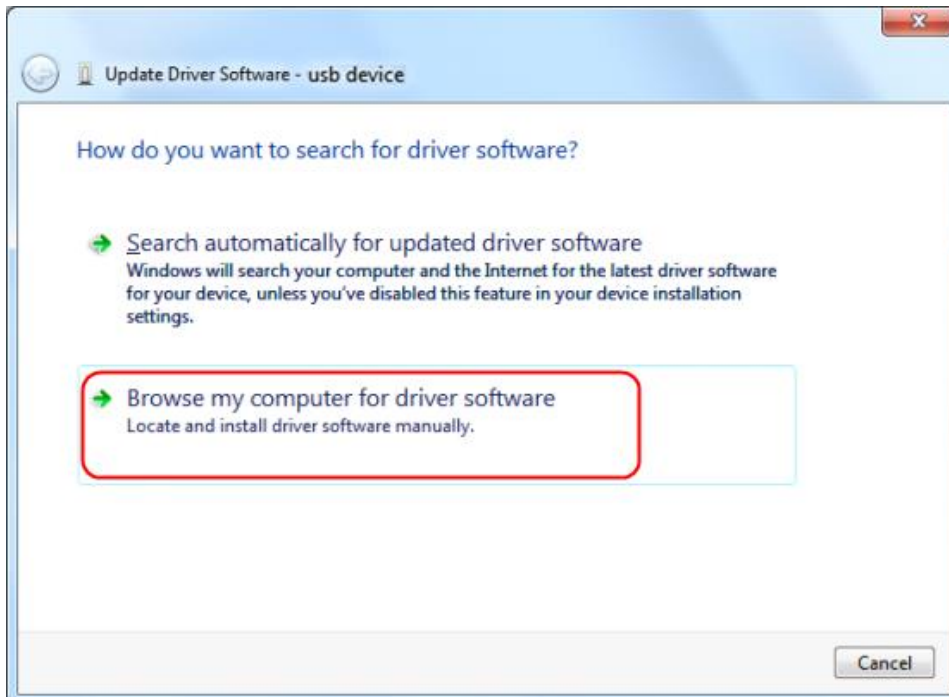 Update Driver Software - usb device
How do you want to search for driver software?
Search automatically for updated driver software
Windows will search your computer and the Internet for the latest driver software
for your device, unless you've disabled this feature in your device installation
settings.
Browse my computer for driver software
Locate and install driver software manually.
Cancel